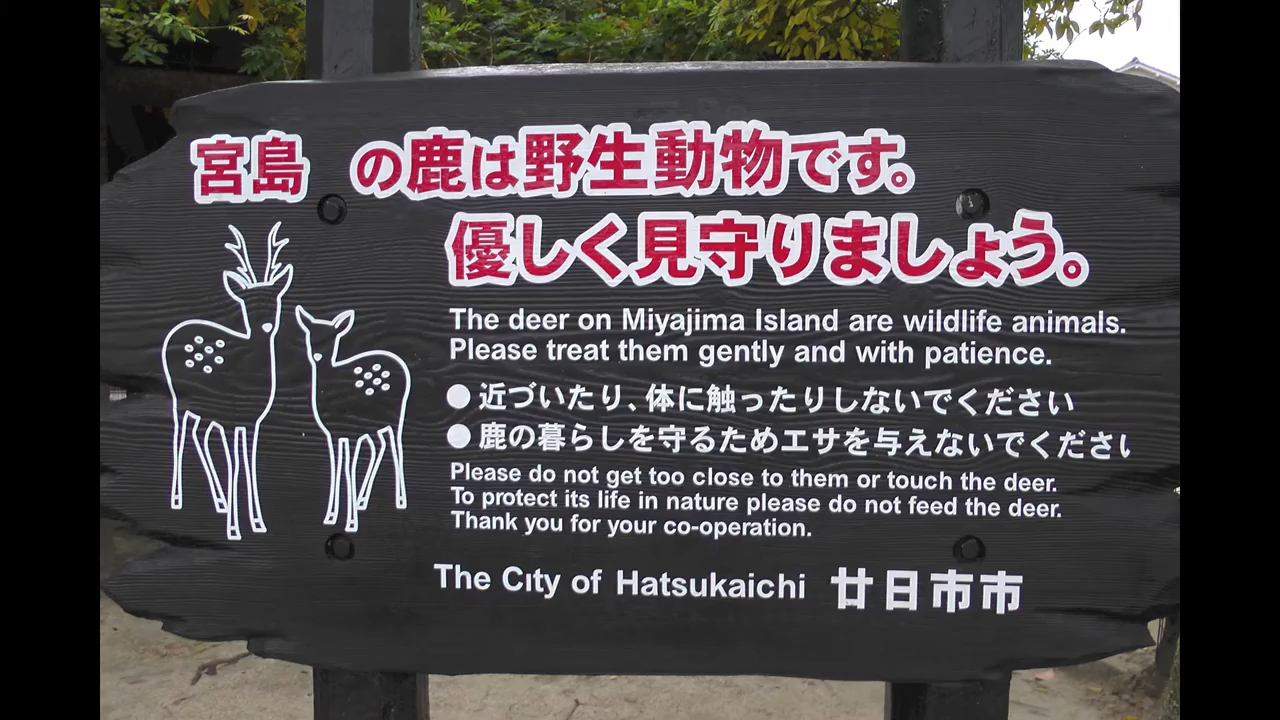 宮島 の鹿は野生動物です。
優しく見守りましょう。
The deer on Miyajima Island are wildlife animals.
Please treat them gently and with patience.
● 近づいたり、体に触ったりしないでください
● 鹿の暮らしを守るためエサを与えないでください
Please do not get too close to them or touch the deer.
To protect its life in nature please do not feed the deer.
Thank you for your co-operation.
The City of Hatsukaichi 廿日市市